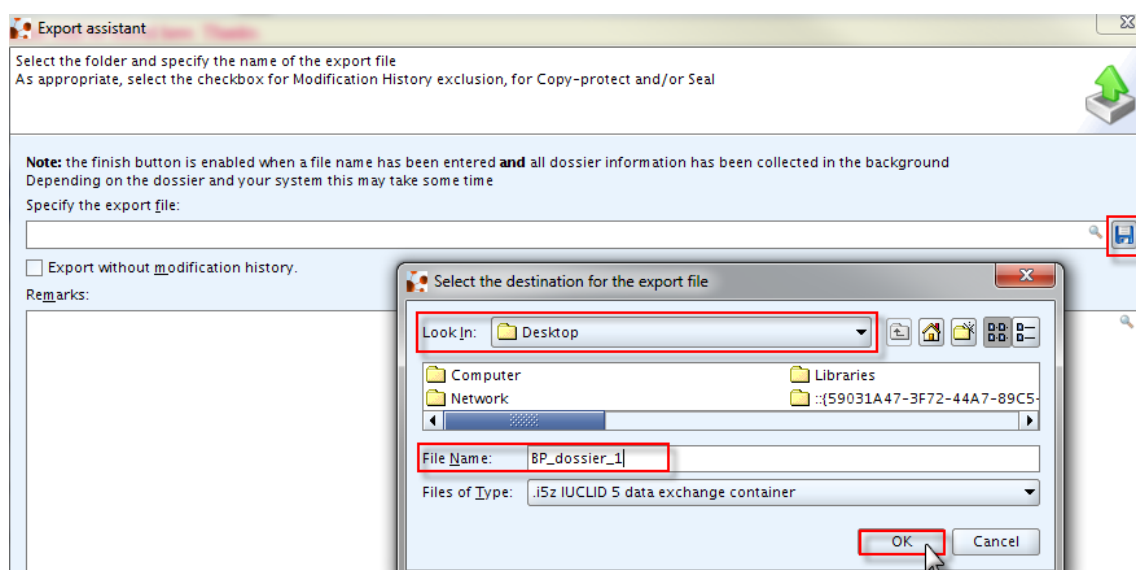 Export assistant
Thanks.
Select the folder and specify the name of the export file
As appropriate, select the checkbox for Modification History exclusion, for Copy-protect and/or Seal
Note: the finish button is enabled when a file name has been entered and all dossier information has been collected in the background
Depending on the dossier and your system this may take some time
Specify the export file:
Export without modification history.
Remarks:
Select the destination for the export file
Look In: Desktop
Computer
Libraries
Network
::{59031A47-3F72-44A7-89C5-
File Name: BP_dossier_1
Files of Type: .i5z IUCLID 5 data exchange container
OK
Cancel